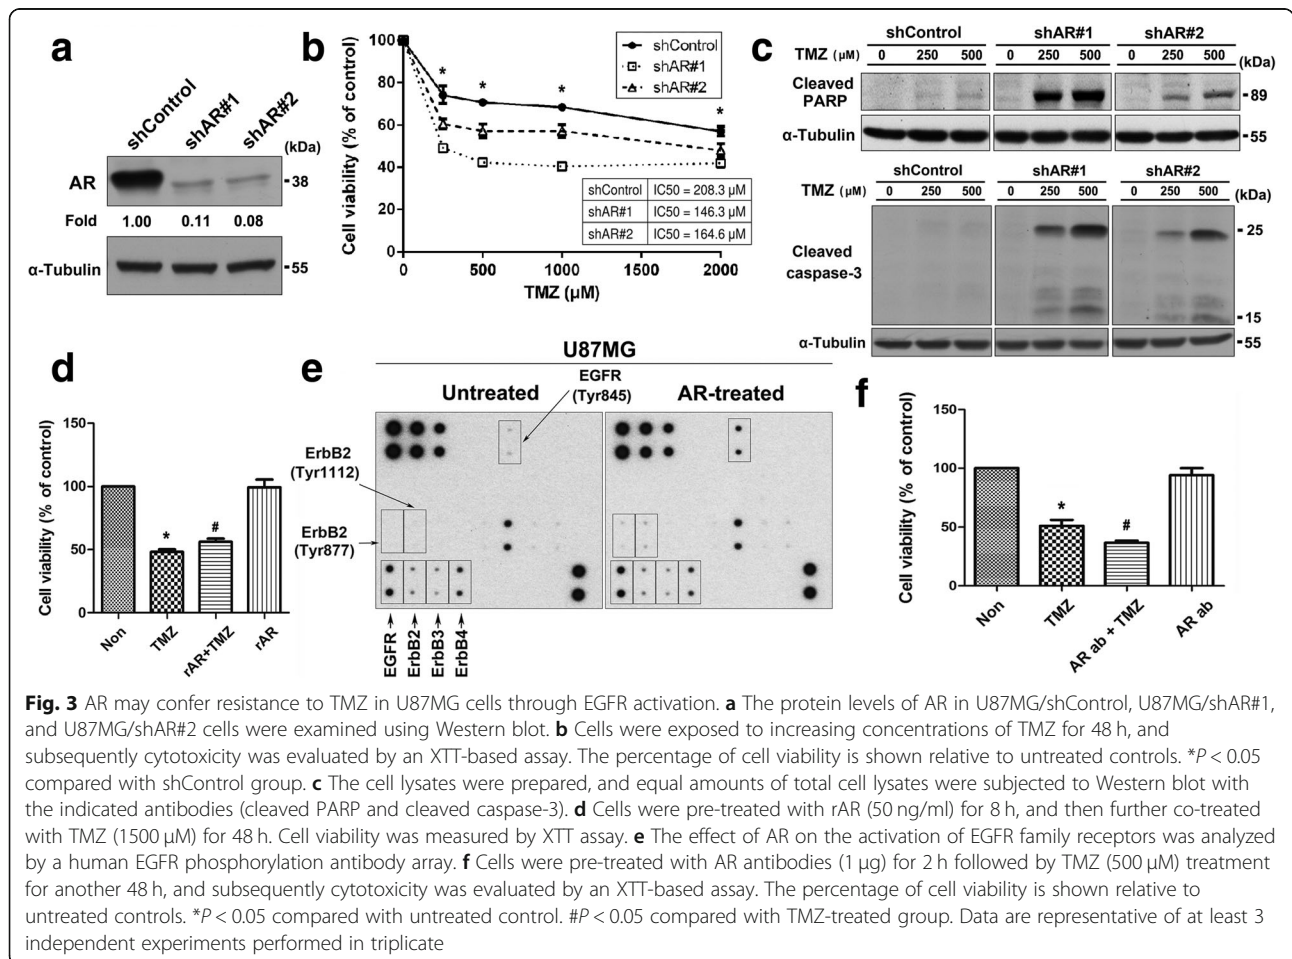 a
shControl
shAR#1
shAR#2
(kDa)
AR
38
Fold
1.00 0.11 0.08
α-Tubulin
55
b
Cell viability (% of control)
100
80
60
40
20
0
* * * *
shControl
shAR#1
shAR#2
shControl IC50 = 208.3 µM
shAR#1 IC50 = 146.3 µM
shAR#2 IC50 = 164.6 µM
0 500 1000 1500 2000
TMZ (µM)
c
shControl shAR#1 shAR#2
TMZ (µM) 0 250 500 0 250 500 0 250 500 (kDa)
Cleaved
PARP
89
α-Tubulin
55
shControl shAR#1 shAR#2
TMZ (µM) 0 250 500 0 250 500 0 250 500 (kDa)
25
Cleaved
caspase-3
15
α-Tubulin
55
d
Cell viability (% of control)
150
100
50
0
* #
Non TMZ rAR+TMZ rAR
e
U87MG
Untreated
EGFR
(Tyr845)
AR-treated
ErbB2
(Tyr1112)
ErbB2
(Tyr877)
EGFR
ErbB2
ErbB3
ErbB4
f
Cell viability (% of control)
150
100
50
0
* #
Non TMZ AR ab + TMZ AR ab
Fig. 3 AR may confer resistance to TMZ in U87MG cells through EGFR activation. a The protein levels of AR in U87MG/shControl, U87MG/shAR#1,
and U87MG/shAR#2 cells were examined using Western blot. b Cells were exposed to increasing concentrations of TMZ for 48 h, and
subsequently cytotoxicity was evaluated by an XTT-based assay. The percentage of cell viability is shown relative to untreated controls. *P < 0.05
compared with shControl group. c The cell lysates were prepared, and equal amounts of total cell lysates were subjected to Western blot with
the indicated antibodies (cleaved PARP and cleaved caspase-3). d Cells were pre-treated with rAR (50 ng/ml) for 8 h, and then further co-treated
with TMZ (1500 µM) for 48 h. Cell viability was measured by XTT assay. e The effect of AR on the activation of EGFR family receptors was analyzed
by a human EGFR phosphorylation antibody array. f Cells were pre-treated with AR antibodies (1 µg) for 2 h followed by TMZ (500 µM) treatment
for another 48 h, and subsequently cytotoxicity was evaluated by an XTT-based assay. The percentage of cell viability is shown relative to
untreated controls. *P < 0.05 compared with untreated control. #P < 0.05 compared with TMZ-treated group. Data are representative of at least 3
independent experiments performed in triplicate